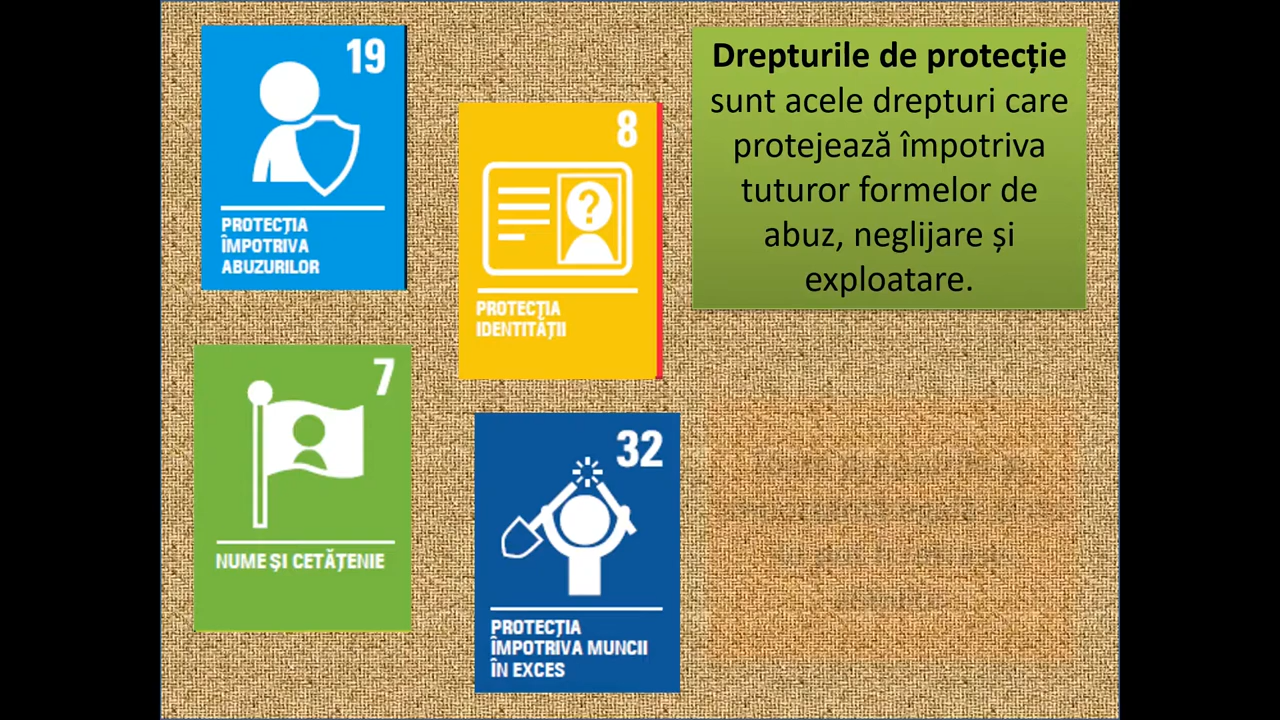 19
PROTECȚIA
ÎMPOTRIVA
ABUZURILOR
8
?
PROTECȚIA
IDENTITĂȚII
Drepturile de protecție
sunt acele drepturi care
protejează împotriva
tuturor formelor de
abuz, neglijare și
exploatare.
7
NUME ȘI CETĂȚENIE
32
PROTECȚIA
ÎMPOTRIVA MUNCII
ÎN EXCES